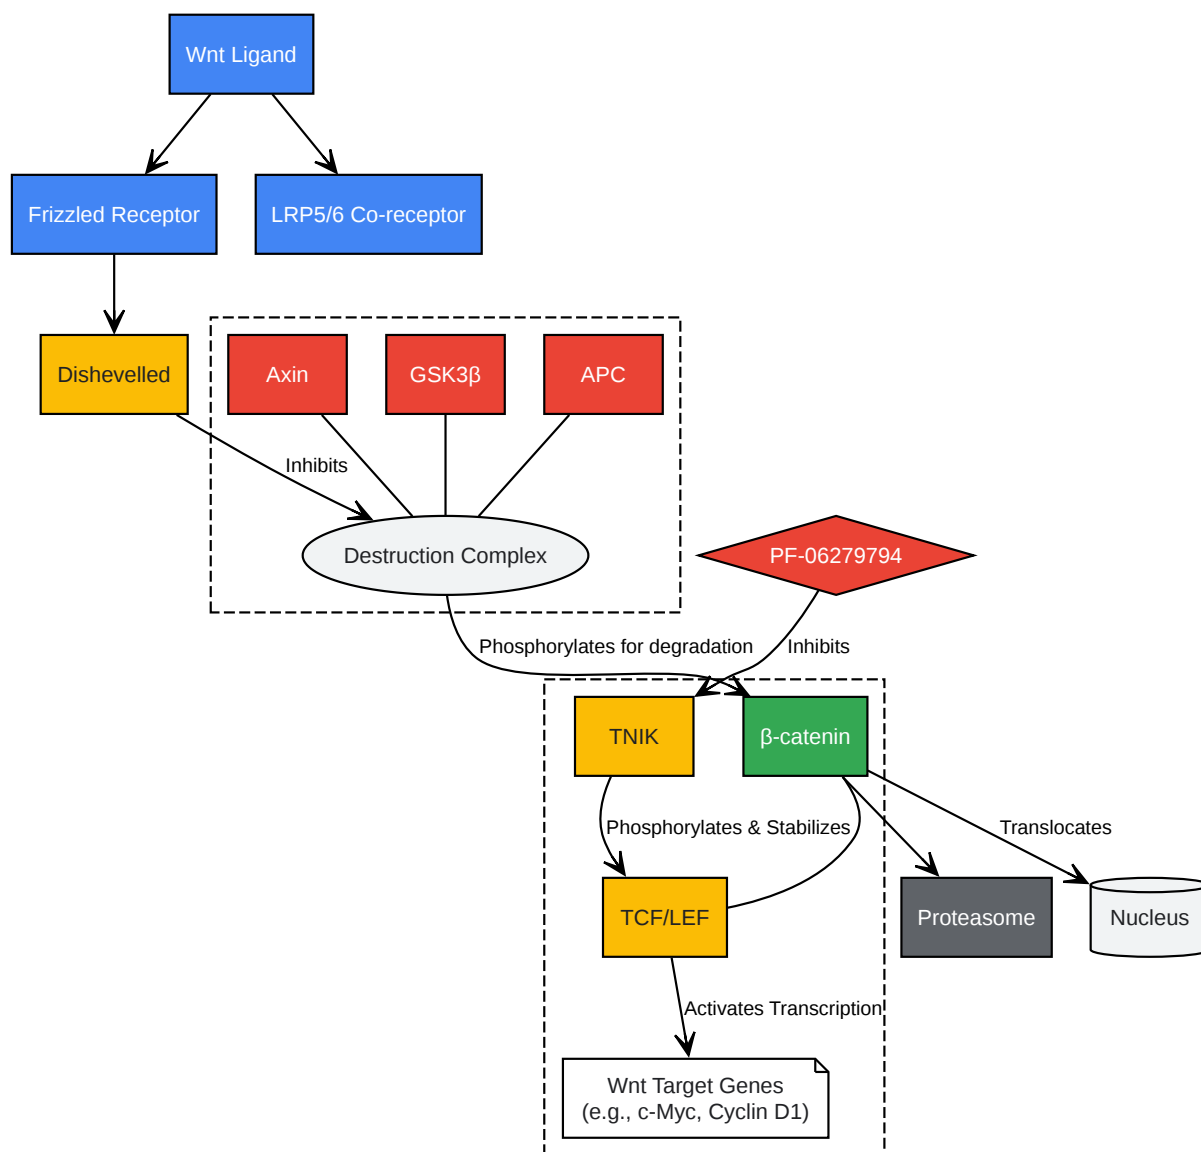 Wnt Ligand
Frizzled Receptor
LRP5/6 Co-receptor
Dishevelled
Axin
GSK3β
APC
Inhibits
Destruction Complex
PF-06279794
Phosphorylates for degradation
Inhibits
TNIK
β-catenin
Phosphorylates & Stabilizes
Translocates
TCF/LEF
Proteasome
Nucleus
Activates Transcription
Wnt Target Genes
(e.g., c-Myc, Cyclin D1)